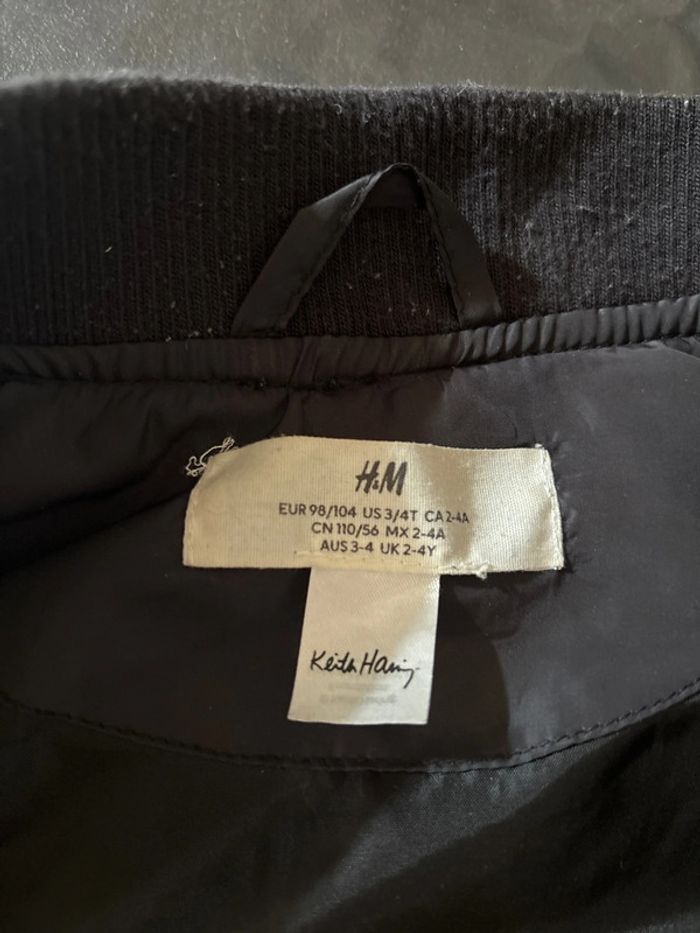 H&M
EUR 98/104 US 3/4T CA 2-4A
CN 110/56 MX 2-4A
AUS 3-4 UK 2-4Y
Keith Haring